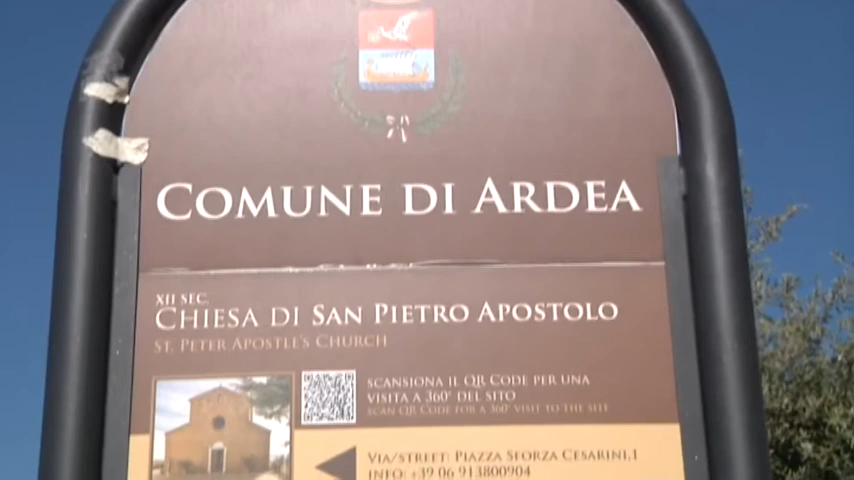 COMUNE DI ARDEA
XII SEC.
CHIESA DI SAN PIETRO APOSTOLO
ST. PETER APOSTLE'S CHURCH
SCANSIONA IL QR CODE PER UNA
VISITA A 360° DEL SITO
SCAN QR CODE FOR A 360° VISIT TO THE SITE
VIA/STREET: PIAZZA SFORZA CESARINI,1
INFO: +39 06 913800904